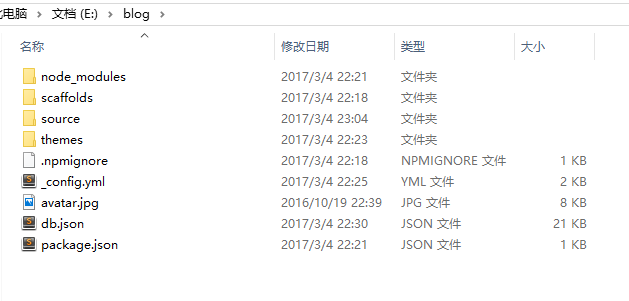 此电脑 › 文档 (E:) › blog ›
名称 修改日期 类型 大小
node_modules 2017/3/4 22:21 文件夹
scaffolds 2017/3/4 22:18 文件夹
source 2017/3/4 23:04 文件夹
themes 2017/3/4 22:23 文件夹
.npmignore 2017/3/4 22:18 NPMIGNORE 文件 1 KB
_config.yml 2017/3/4 22:25 YML 文件 2 KB
avatar.jpg 2016/10/19 22:39 JPG 文件 8 KB
db.json 2017/3/4 22:30 JSON 文件 21 KB
package.json 2017/3/4 22:21 JSON 文件 1 KB